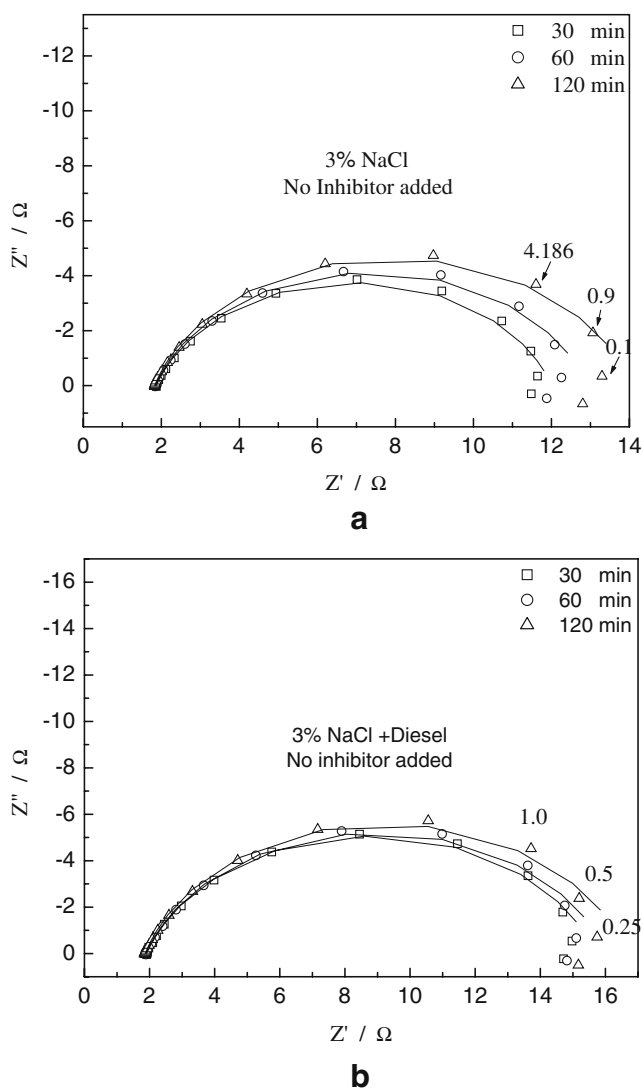 -12
-10
-8
-6
-4
-2
0
Z'' / Ω
30 min
60 min
120 min
3% NaCl
No Inhibitor added
4.186
0.9
0.1
0 2 4 6 8 10 12 14
Z' / Ω
a
-16
-14
-12
-10
-8
-6
-4
-2
0
Z'' / Ω
30 min
60 min
120 min
3% NaCl +Diesel
No inhibitor added
1.0
0.5
0.25
0 2 4 6 8 10 12 14 16
Z' / Ω
b